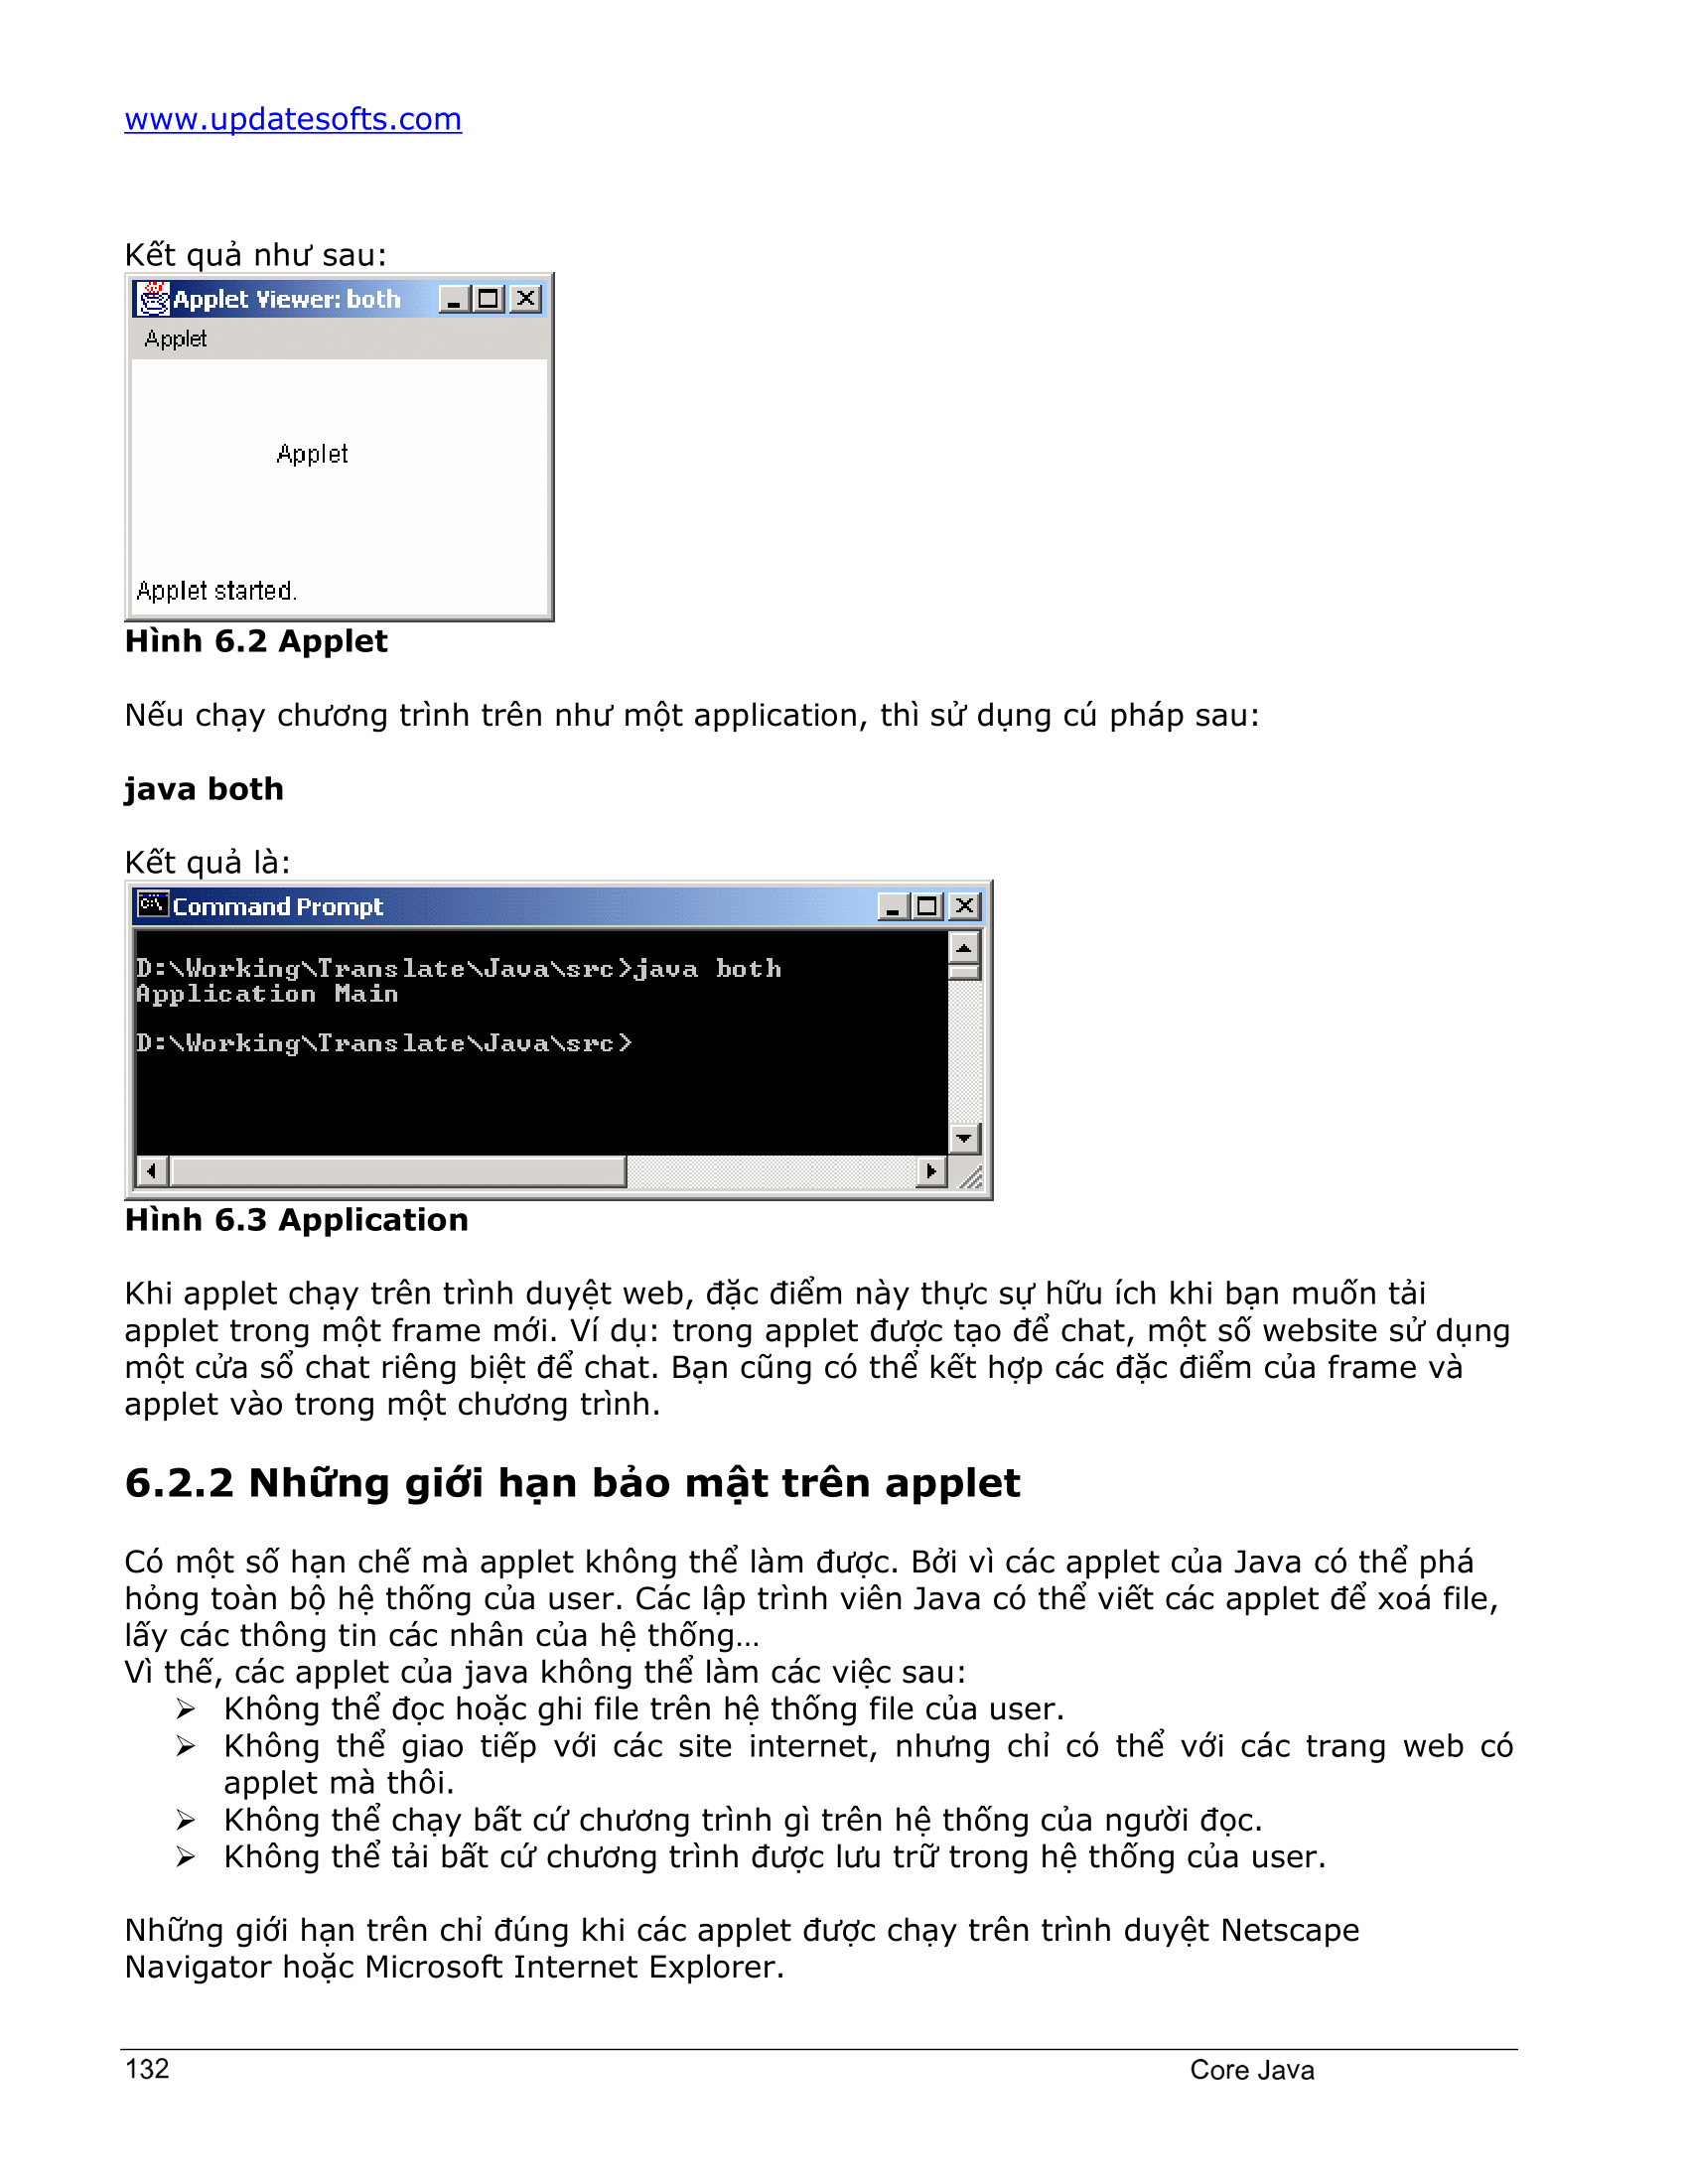 www.updatesofts.com
Kết quả như sau:
Applet Viewer: both
Applet
Applet
Applet started.
Hình 6.2 Applet
Nếu chạy chương trình trên như một application, thì sử dụng cú pháp sau:
java both
Kết quả là:
Command Prompt
D:\Working\Translate\Java\src>java both
Application Main
D:\Working\Translate\Java\src>
Hình 6.3 Application
Khi applet chạy trên trình duyệt web, đặc điểm này thực sự hữu ích khi bạn muốn tải
applet trong một frame mới. Ví dụ: trong applet được tạo để chat, một số website sử dụng
một cửa sổ chat riêng biệt để chat. Bạn cũng có thể kết hợp các đặc điểm của frame và
applet vào trong một chương trình.
6.2.2 Những giới hạn bảo mật trên applet
Có một số hạn chế mà applet không thể làm được. Bởi vì các applet của Java có thể phá
hỏng toàn bộ hệ thống của user. Các lập trình viên Java có thể viết các applet để xoá file,
lấy các thông tin các nhân của hệ thống…
Vì thế, các applet của java không thể làm các việc sau:
➢ Không thể đọc hoặc ghi file trên hệ thống file của user.
➢ Không thể giao tiếp với các site internet, nhưng chỉ có thể với các trang web có
applet mà thôi.
➢ Không thể chạy bất cứ chương trình gì trên hệ thống của người đọc.
➢ Không thể tải bất cứ chương trình được lưu trữ trong hệ thống của user.
Những giới hạn trên chỉ đúng khi các applet được chạy trên trình duyệt Netscape
Navigator hoặc Microsoft Internet Explorer.
132 Core Java